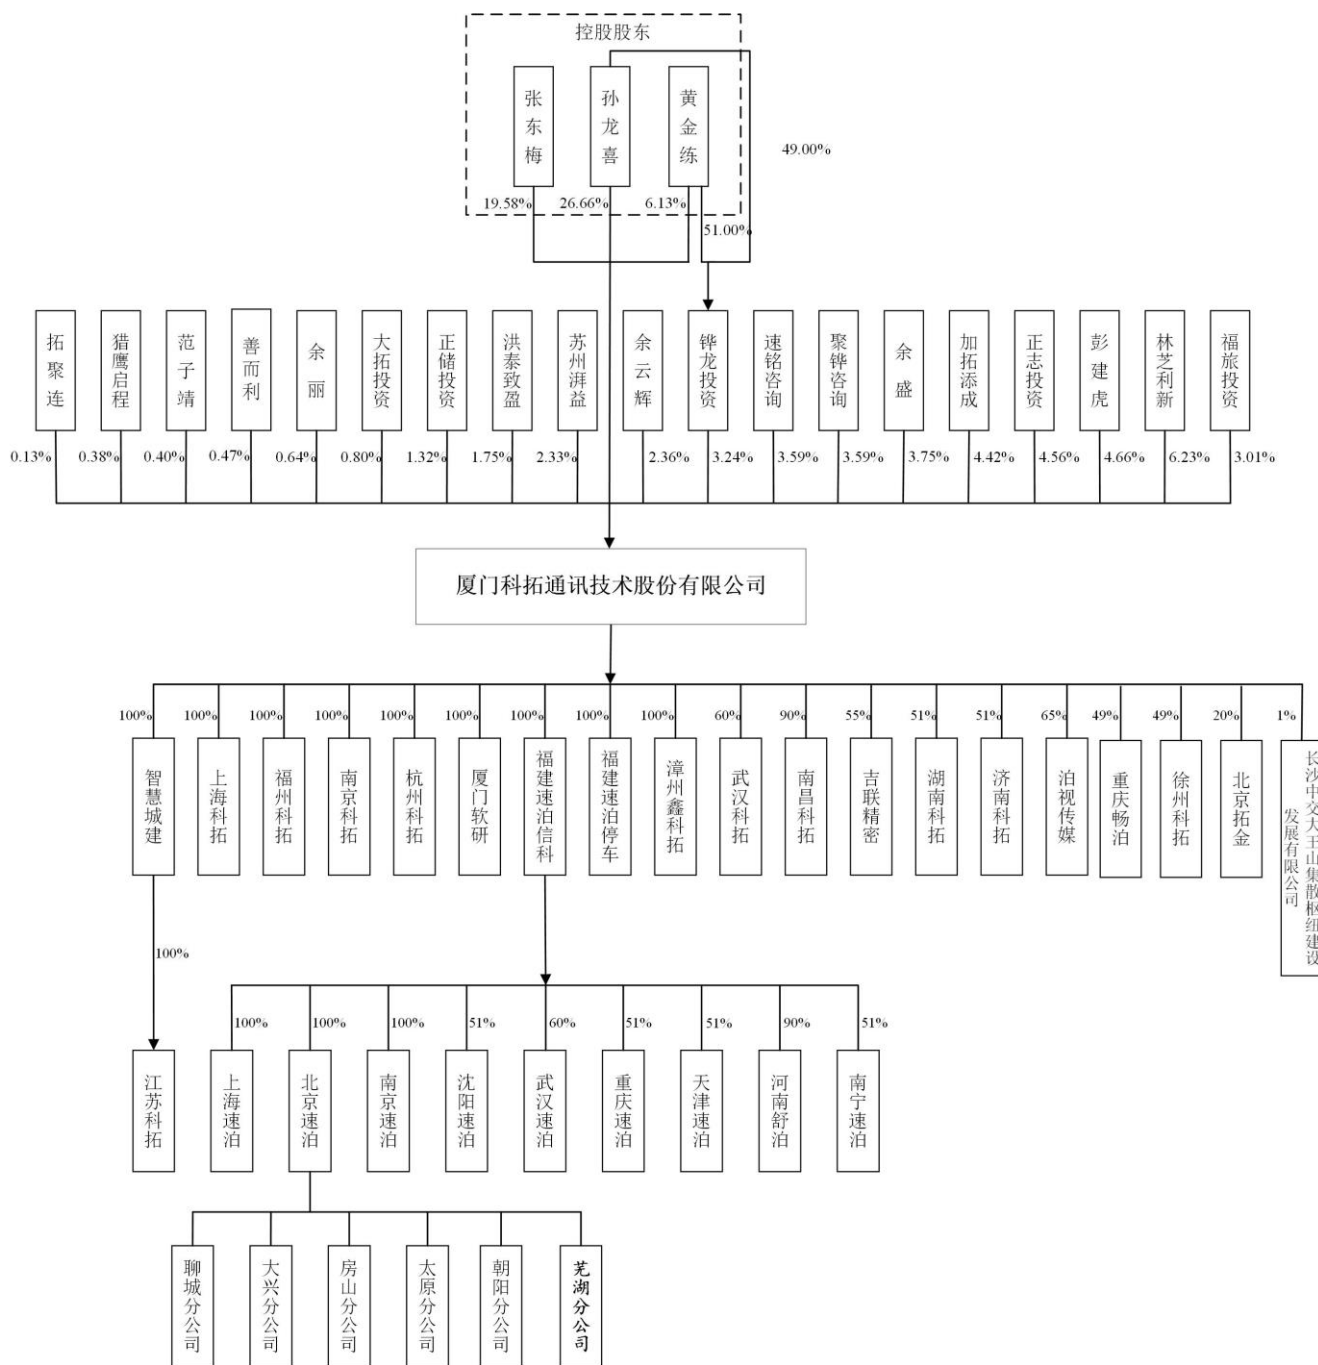 控股股东
张东梅
孙龙喜
黄金练
49.00%
19.58%
26.66%
6.13%
51.00%
拓聚连
猎鹰启程
范子靖
善而利
余丽
大拓投资
正储投资
洪泰致盈
苏州湃益
余云辉
铧龙投资
速铭咨询
聚铧咨询
余盛
加拓添成
正志投资
彭建虎
林芝利新
福旅投资
0.13%
0.38%
0.40%
0.47%
0.64%
0.80%
1.32%
1.75%
2.33%
2.36%
3.24%
3.59%
3.59%
3.75%
4.42%
4.56%
4.66%
6.23%
3.01%
厦门科拓通讯技术股份有限公司
100%
100%
100%
100%
100%
100%
100%
100%
100%
60%
90%
55%
51%
51%
65%
49%
49%
20%
1%
智慧城建
上海科拓
福州科拓
南京科拓
杭州科拓
厦门软研
福建速泊信科
福建速泊停车
漳州鑫科拓
武汉科拓
南昌科拓
吉联精密
湖南科拓
济南科拓
泊视传媒
重庆畅泊
徐州科拓
北京拓金
长沙中交大王山集散枢纽建设
发展有限公司
100%
100%
100%
100%
51%
60%
51%
51%
90%
51%
江苏科拓
上海速泊
北京速泊
南京速泊
沈阳速泊
武汉速泊
重庆速泊
天津速泊
河南舒泊
南宁速泊
聊城分公司
大兴分公司
房山分公司
太原分公司
朝阳分公司
芜湖分公司